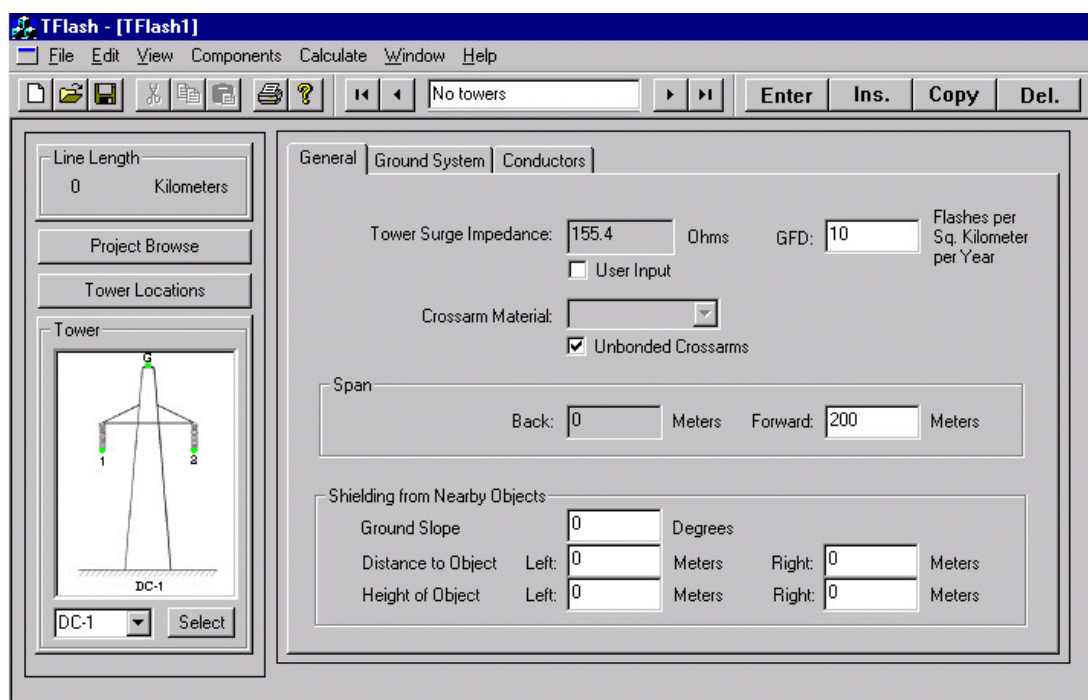 TFlash - [TFlash1]
File Edit View Components Calculate Window Help
No towers Enter Ins. Copy Del.
Line Length
0 Kilometers
Project Browse
Tower Locations
Tower
G
1 2
DC-1
DC-1 Select
General Ground System Conductors
Tower Surge Impedance: 155.4 Ohms GFD: 10 Flashes per
Sq. Kilometer
per Year
User Input
Crossarm Material:
Unbonded Crossarms
Span
Back: 0 Meters Forward: 200 Meters
Shielding from Nearby Objects
Ground Slope 0 Degrees
Distance to Object Left: 0 Meters Right: 0 Meters
Height of Object Left: 0 Meters Right: 0 Meters